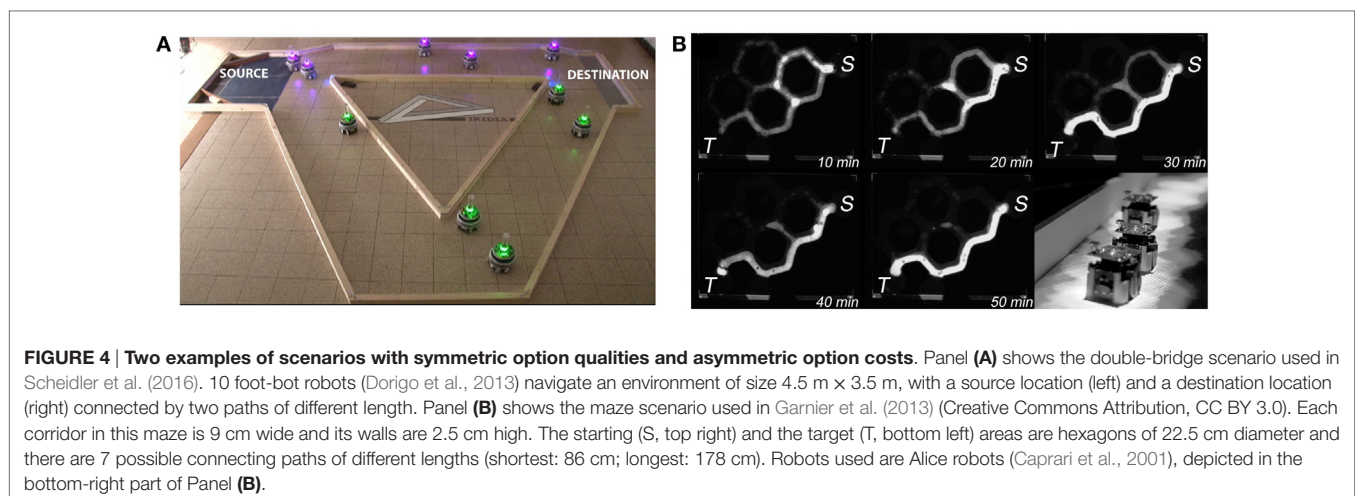 A
SOURCE
DESTINATION
IRIDIA
B
S
T
10 min
S
T
20 min
S
T
30 min
S
T
40 min
S
T
50 min
FIGURE 4 | Two examples of scenarios with symmetric option qualities and asymmetric option costs. Panel (A) shows the double-bridge scenario used in
Scheidler et al. (2016). 10 foot-bot robots (Dorigo et al., 2013) navigate an environment of size 4.5 m × 3.5 m, with a source location (left) and a destination location
(right) connected by two paths of different length. Panel (B) shows the maze scenario used in Garnier et al. (2013) (Creative Commons Attribution, CC BY 3.0). Each
corridor in this maze is 9 cm wide and its walls are 2.5 cm high. The starting (S, top right) and the target (T, bottom left) areas are hexagons of 22.5 cm diameter and
there are 7 possible connecting paths of different lengths (shortest: 86 cm; longest: 178 cm). Robots used are Alice robots (Caprari et al., 2001), depicted in the
bottom-right part of Panel (B).